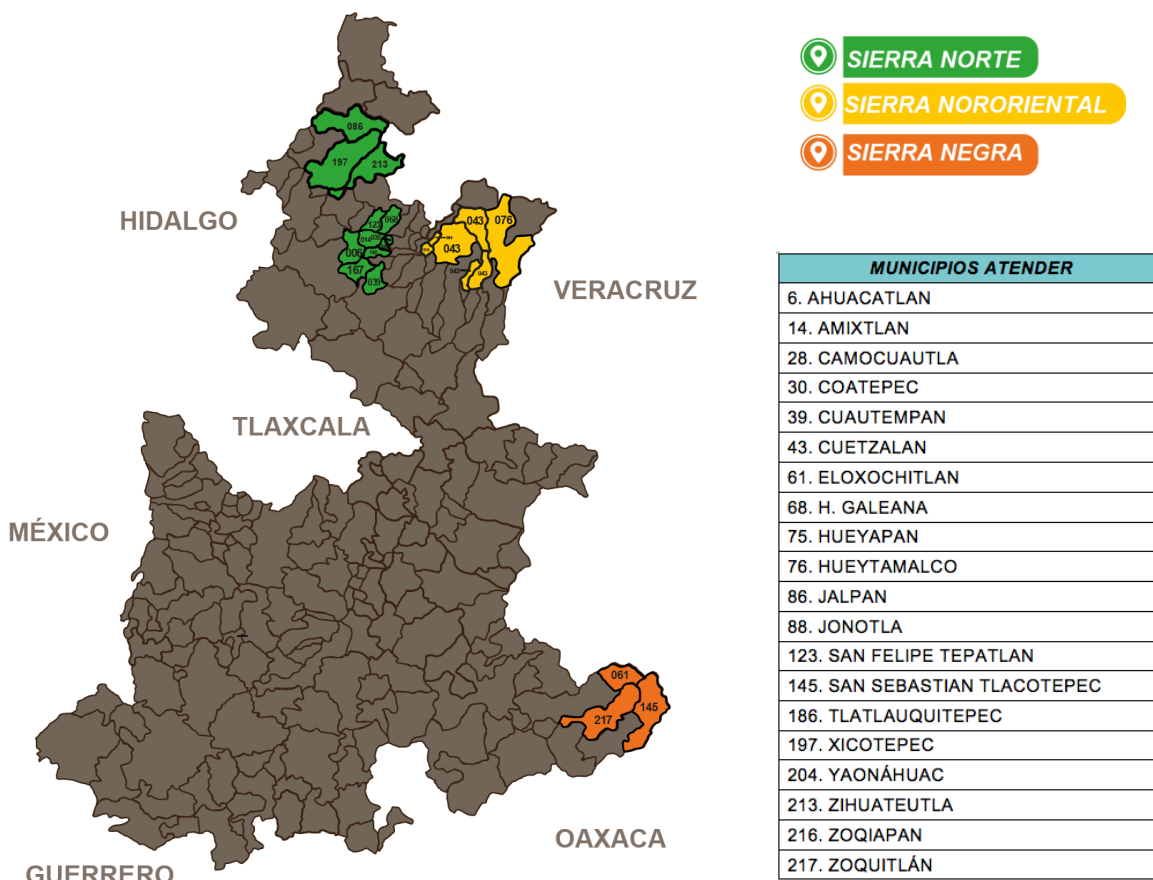 SIERRA NORTE
SIERRA NORORIENTAL
SIERRA NEGRA
HIDALGO
VERACRUZ
TLAXCALA
MÉXICO
OAXACA
GUERRERO
086
197
213
123
068
014
006
167
039
043
076
043
043
061
145
217
MUNICIPIOS ATENDER
6. AHUACATLAN
14. AMIXTLAN
28. CAMOCUAUTLA
30. COATEPEC
39. CUAUTEMPAN
43. CUETZALAN
61. ELOXOCHITLAN
68. H. GALEANA
75. HUEYAPAN
76. HUEYTAMALCO
86. JALPAN
88. JONOTLA
123. SAN FELIPE TEPATLAN
145. SAN SEBASTIAN TLACOTEPEC
186. TLATLAUQUITEPEC
197. XICOTEPEC
204. YAONÁHUAC
213. ZIHUATEUTLA
216. ZOQIAPAN
217. ZOQUITLÁN